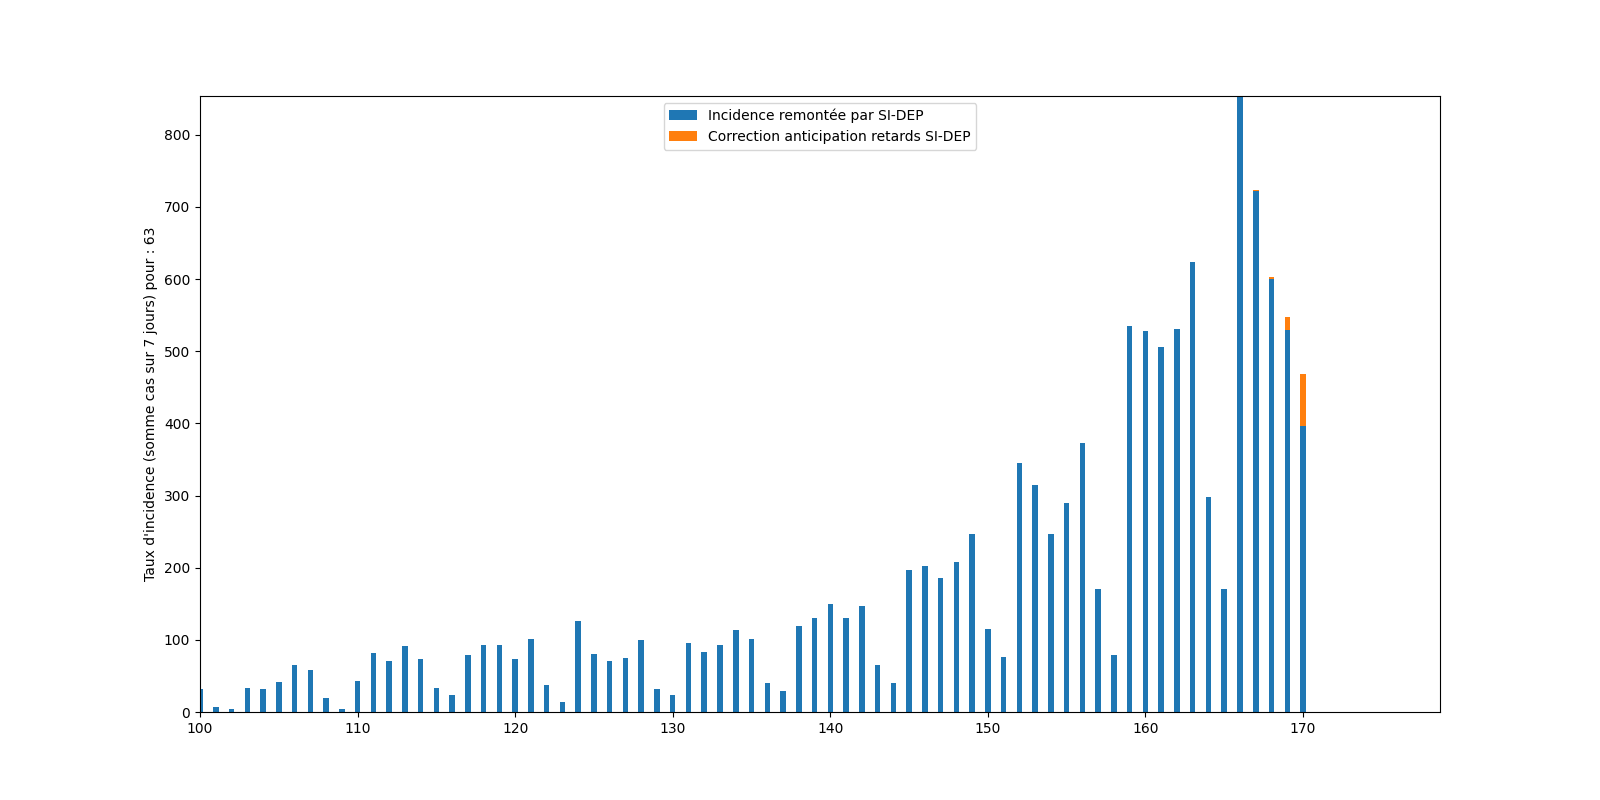 Incidence remontée par SI-DEP
Correction anticipation retards SI-DEP
Taux d'incidence (somme cas sur 7 jours) pour : 63
800
700
600
500
400
300
200
100
0
100 110 120 130 140 150 160 170